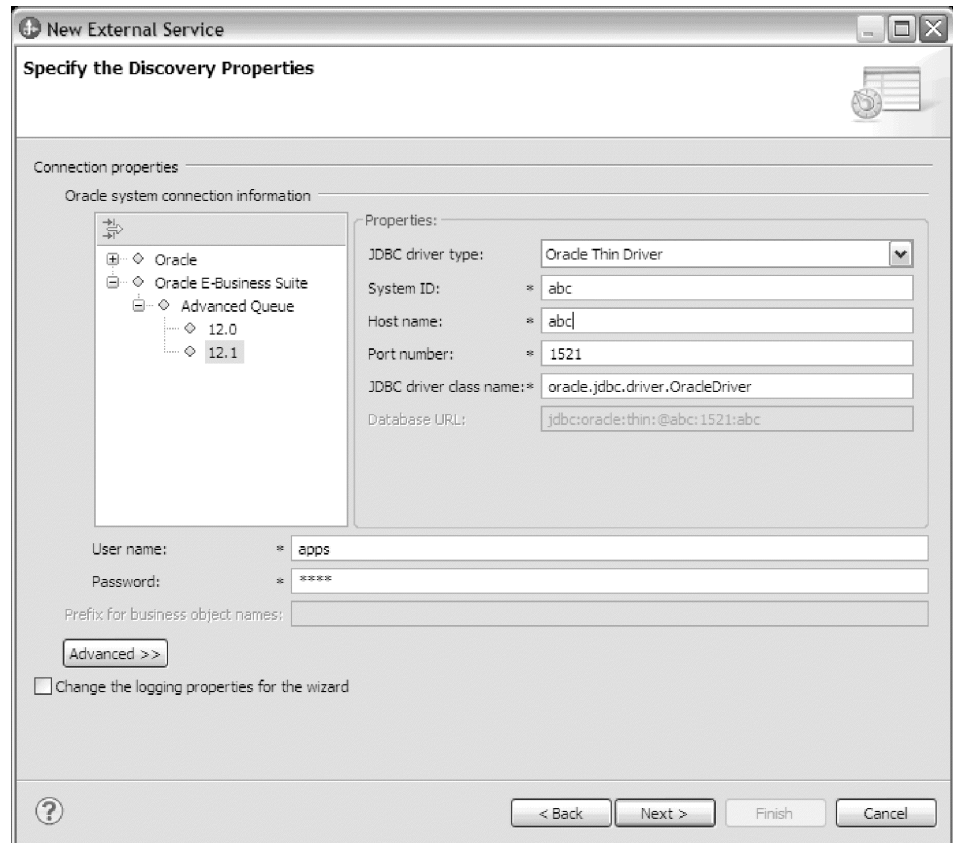 New External Service
Specify the Discovery Properties
Connection properties
Oracle system connection information
Oracle
Oracle E-Business Suite
Advanced Queue
12.0
12.1
Properties:
JDBC driver type: Oracle Thin Driver
System ID: * abc
Host name: * abc
Port number: * 1521
JDBC driver class name:* oracle.jdbc.driver.OracleDriver
Database URL: jdbc:oracle:thin:@abc:1521:abc
User name: * apps
Password: * ****
Prefix for business object names:
Advanced >>
Change the logging properties for the wizard
? < Back Next > Finish Cancel